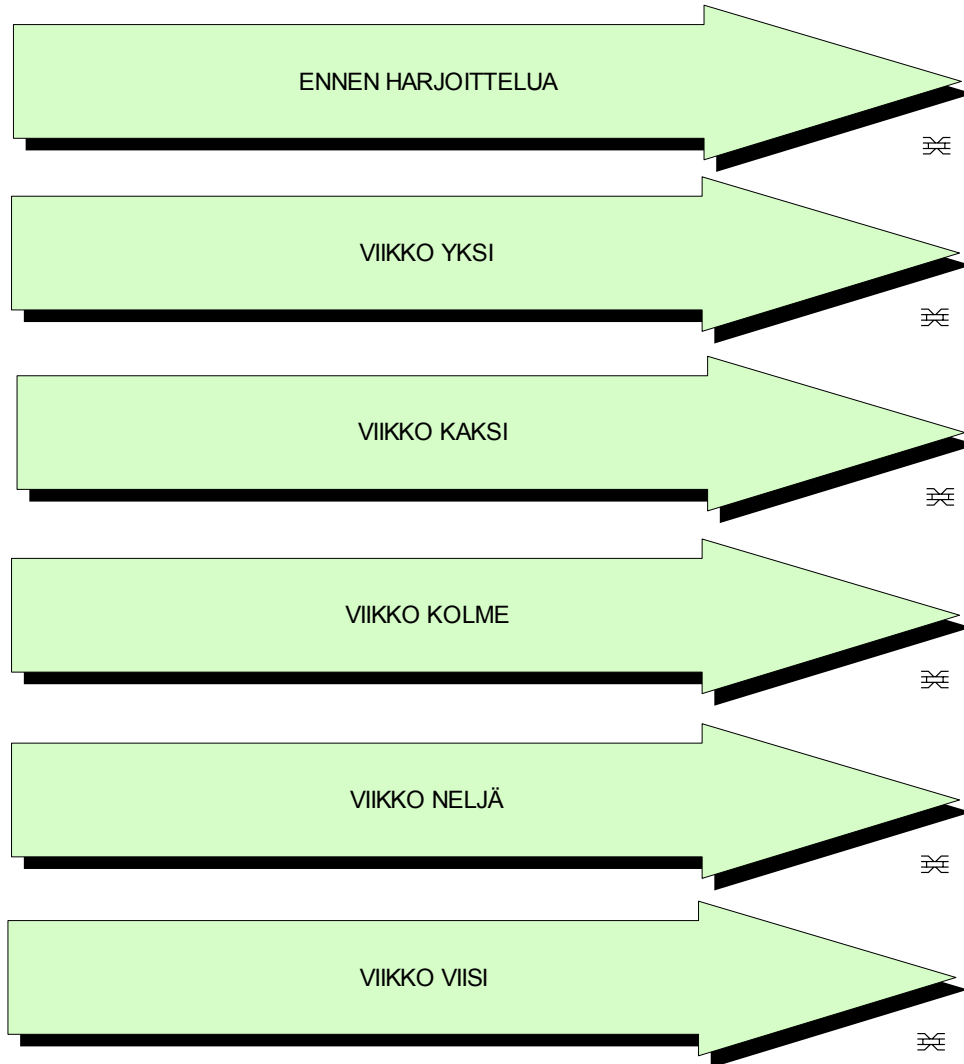 ENNEN HARJOITTELUA
VIIKKO YKSI
VIIKKO KAKSI
VIIKKO KOLME
VIIKKO NELJÄ
VIIKKO VIISI